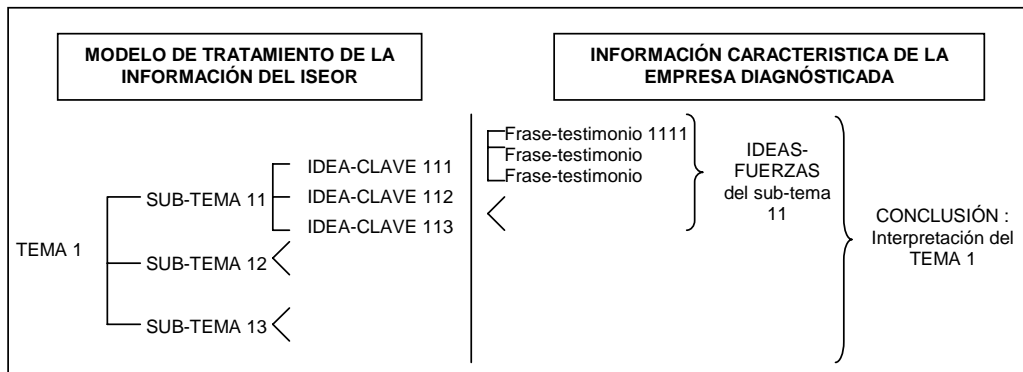 MODELO DE TRATAMIENTO DE LA
INFORMACIÓN DEL ISEOR
INFORMACIÓN CARACTERISTICA DE LA
EMPRESA DIAGNÓSTICADA
TEMA 1
SUB-TEMA 11
IDEA-CLAVE 111
IDEA-CLAVE 112
IDEA-CLAVE 113
SUB-TEMA 12
SUB-TEMA 13
Frase-testimonio 1111
Frase-testimonio
Frase-testimonio
IDEAS-
FUERZAS
del sub-tema
11
CONCLUSIÓN :
Interpretación del
TEMA 1